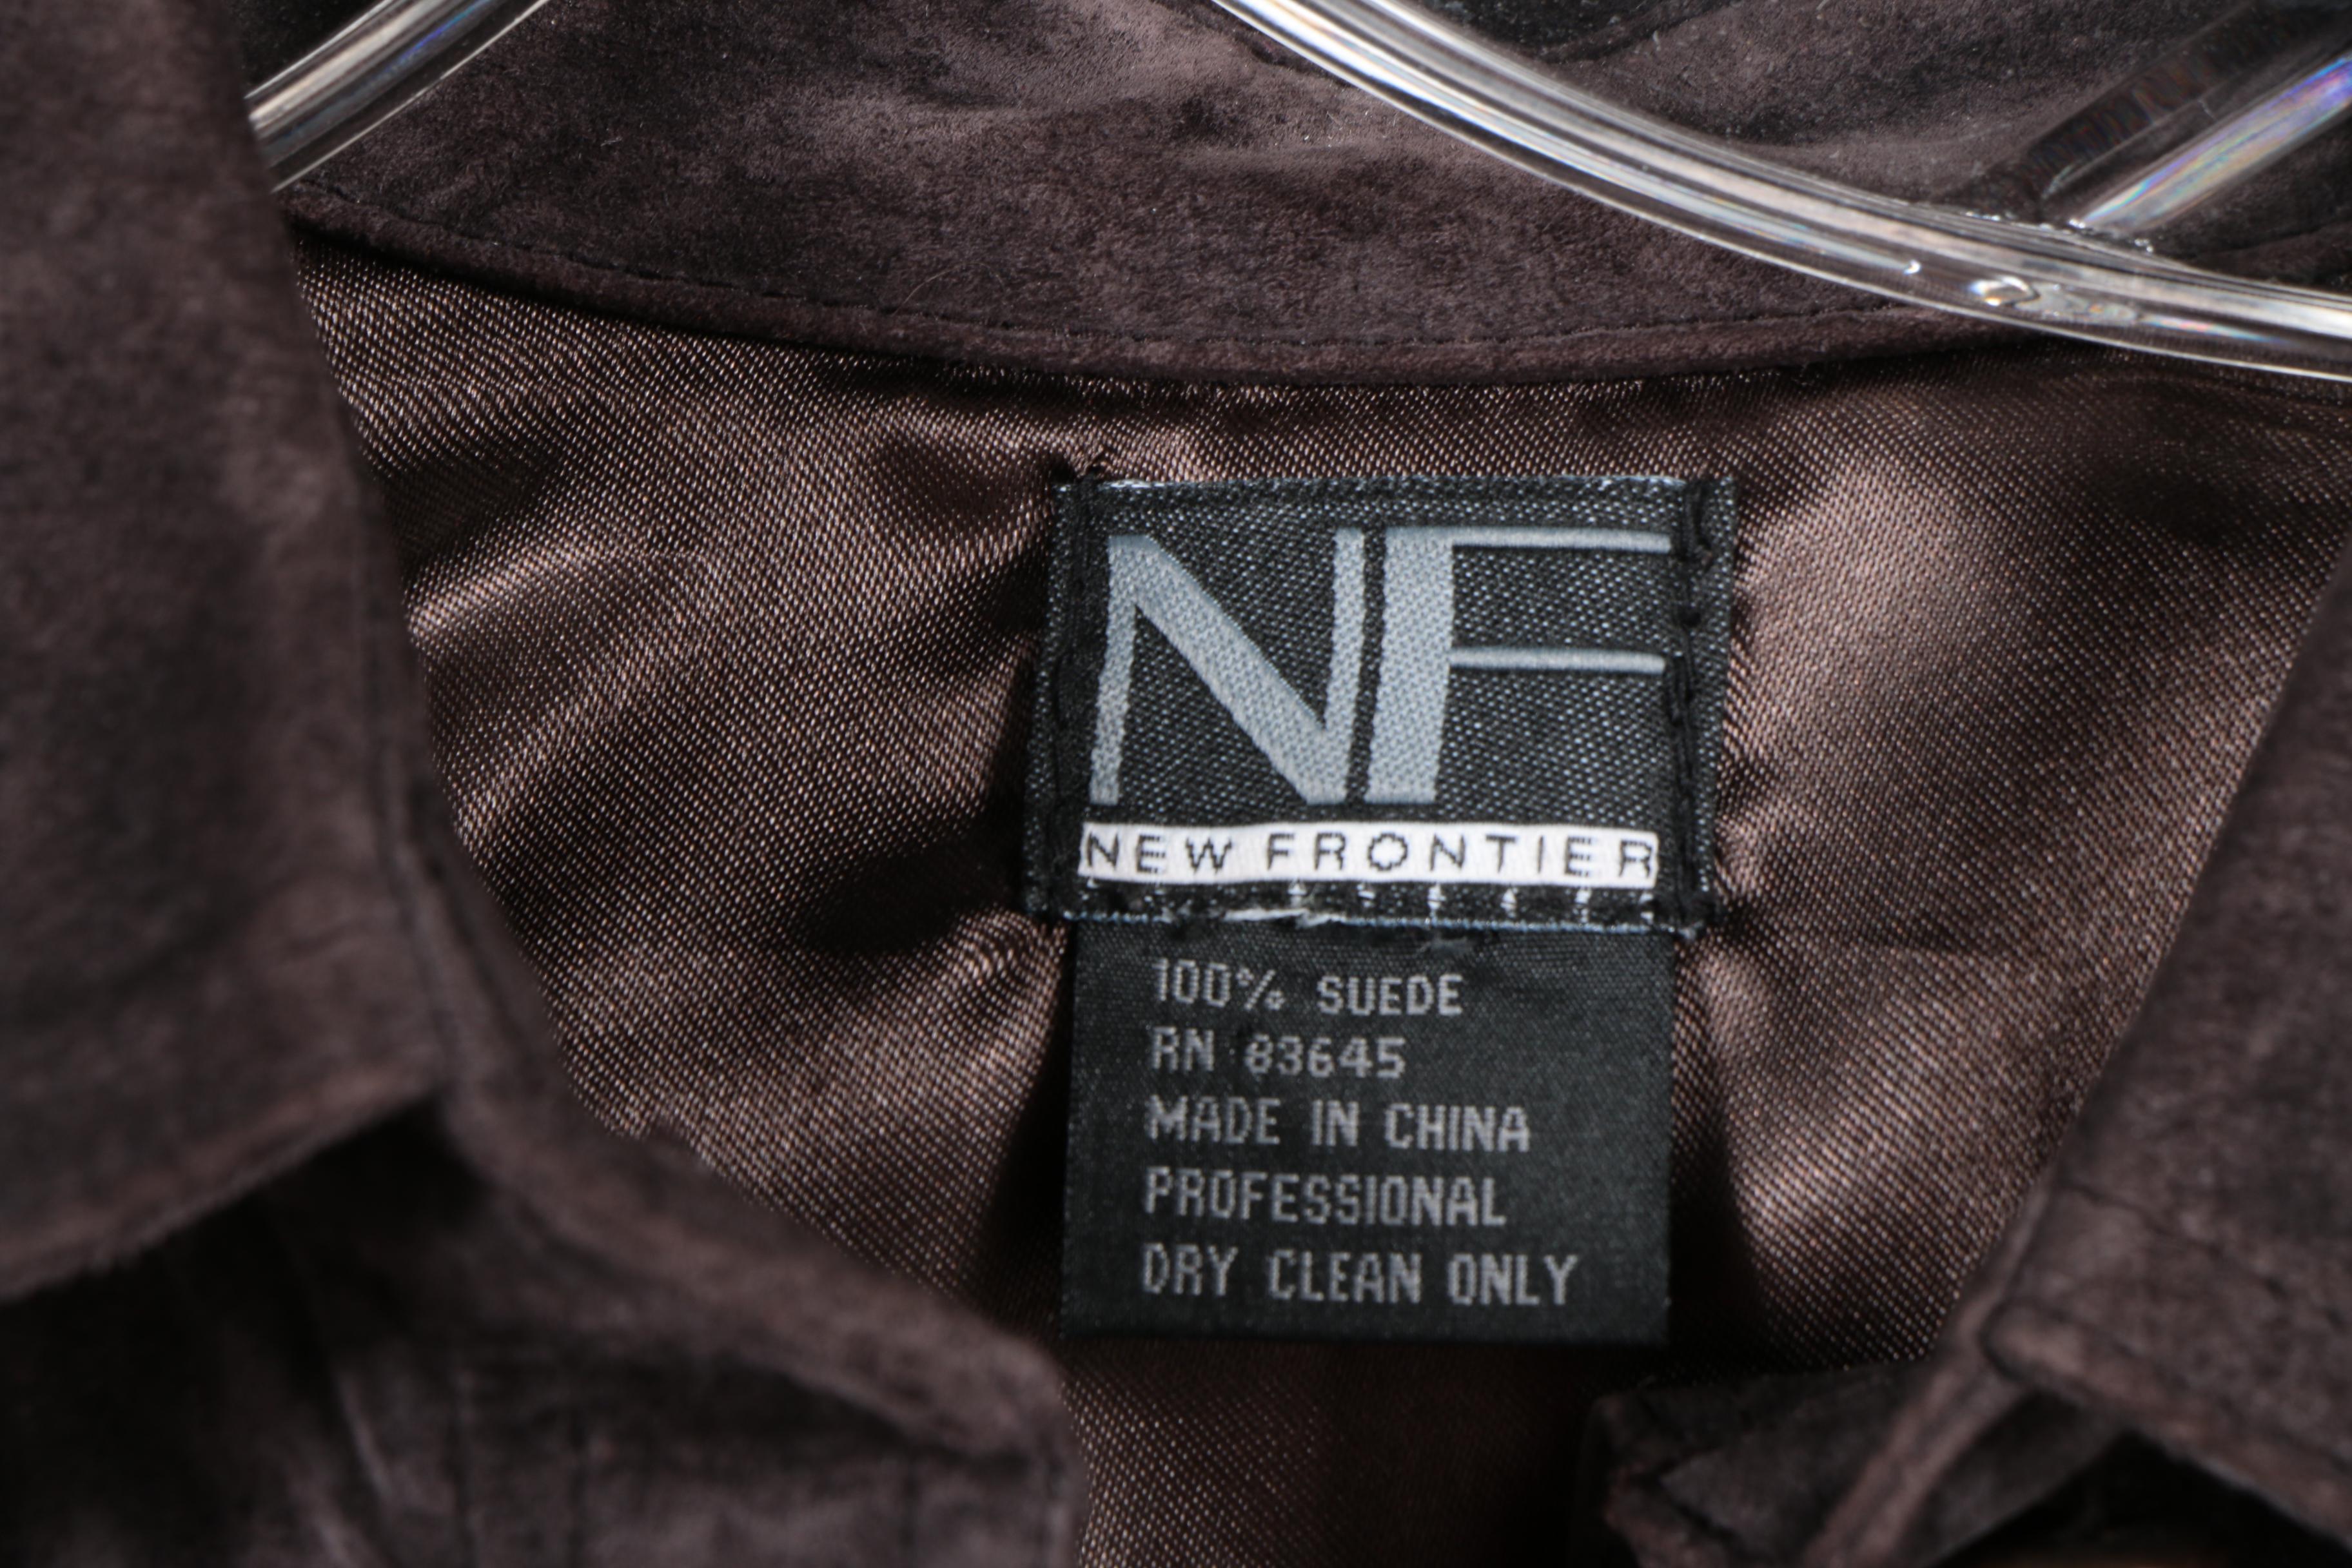 NF
NEW FRONTIER
100% SUEDE
RN 83645
MADE IN CHINA
PROFESSIONAL
DRY CLEAN ONLY